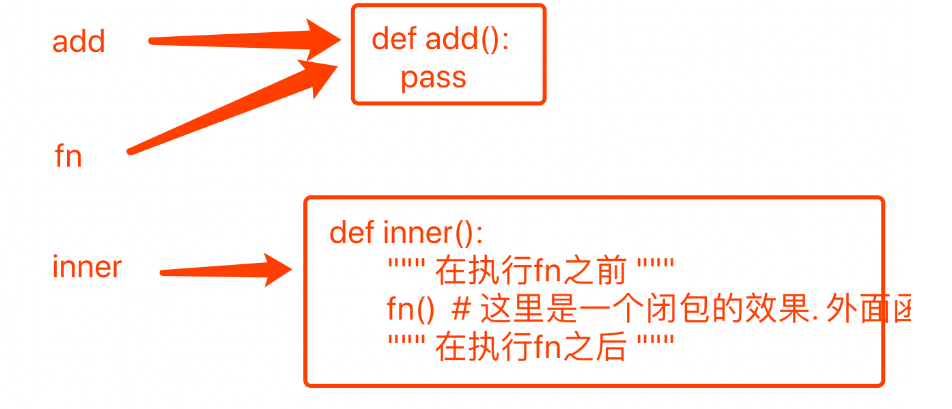 add
def add():
pass
fn
inner
def inner():
""" 在执行fn之前 """
fn() # 这里是一个闭包的效果. 外面
""" 在执行fn之后 """